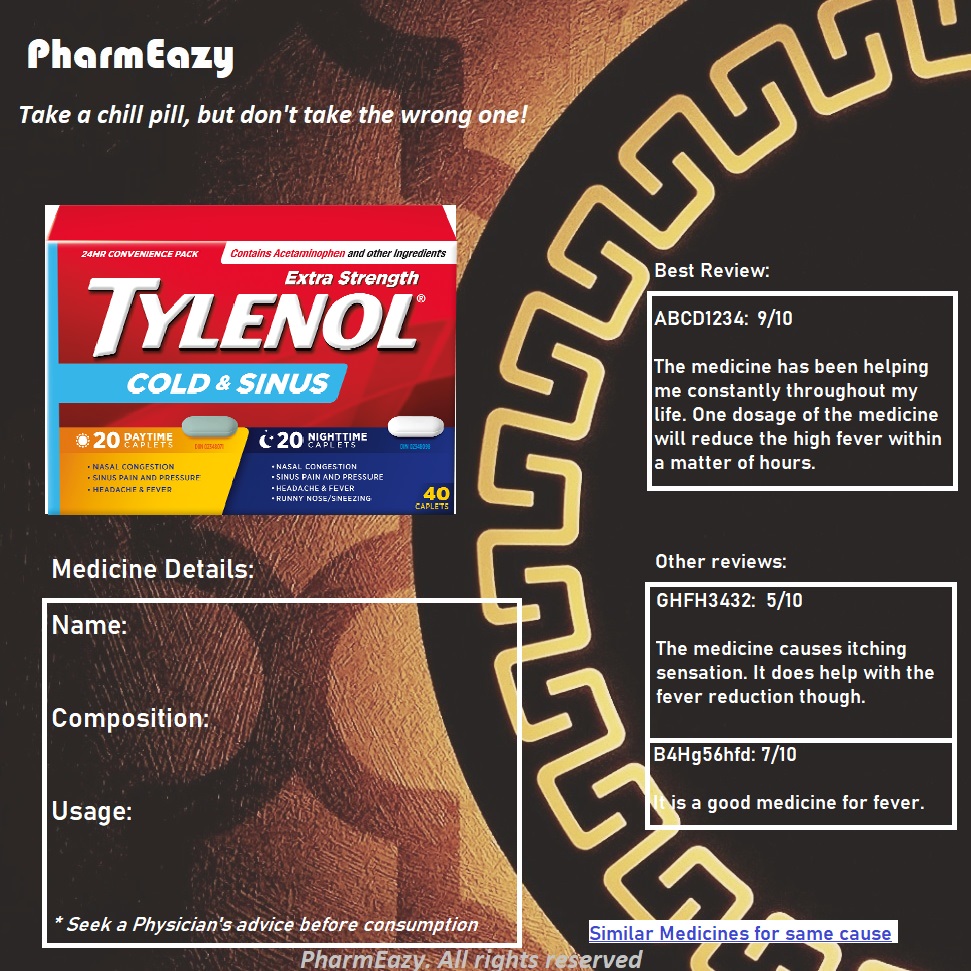 PharmEazy
Take a chill pill, but don't take the wrong one!
24HR CONVENIENCE PACK
Contains Acetaminophen and other Ingredients
Extra Strength
TYLENOL®
COLD & SINUS
20 DAYTIME CAPLETS
• NASAL CONGESTION
• SINUS PAIN AND PRESSURE
• HEADACHE & FEVER
20 NIGHTTIME CAPLETS
• NASAL CONGESTION
• SINUS PAIN AND PRESSURE
• HEADACHE & FEVER
• RUNNY NOSE/SNEEZING
40
CAPLETS
Medicine Details:
Name:
Composition:
Usage:
* Seek a Physician's advice before consumption
Best Review:
ABCD1234: 9/10
The medicine has been helping
me constantly throughout my
life. One dosage of the medicine
will reduce the high fever within
a matter of hours.
Other reviews:
GHFH3432: 5/10
The medicine causes itching
sensation. It does help with the
fever reduction though.
B4Hg56hfd: 7/10
It is a good medicine for fever.
Similar Medicines for same cause
PharmEazy. All rights reserved